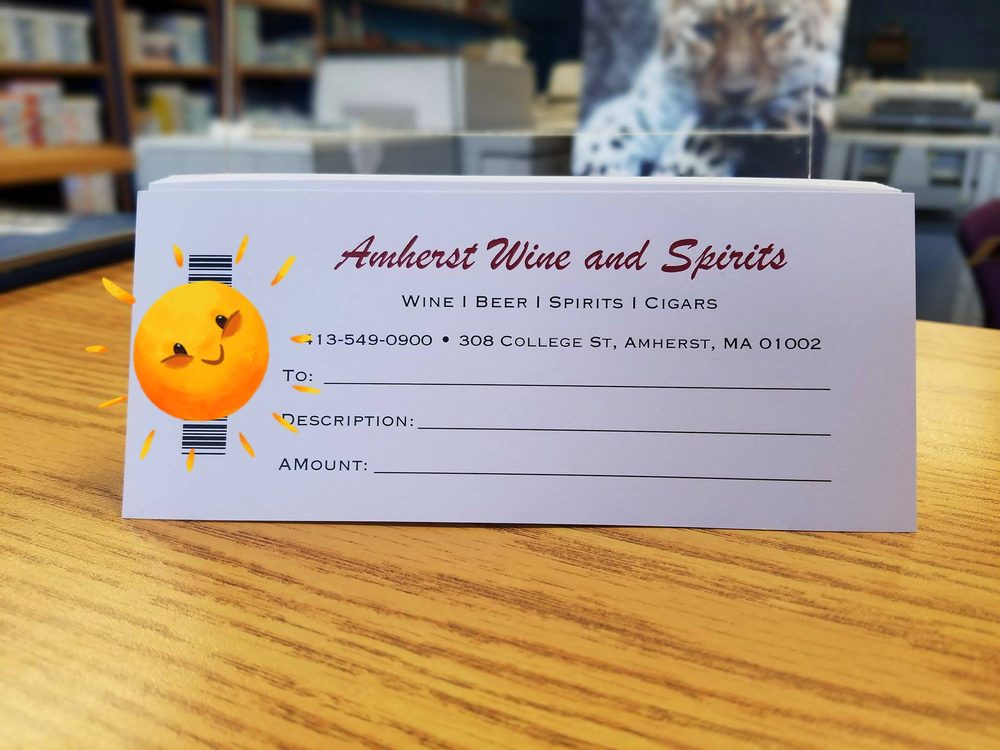 Amherst Wine and Spirits
Wine | Beer | Spirits | Cigars
413-549-0900 • 308 College St, Amherst, MA 01002
To:
Description:
AMount: